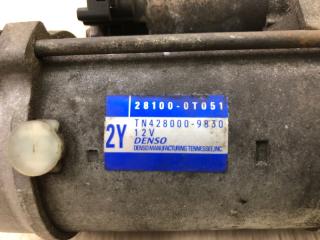 28100-0T051
2Y
TN428000-9830
12V
DENSO
DENSO MANUFACTURING TENNESSEE, INC.